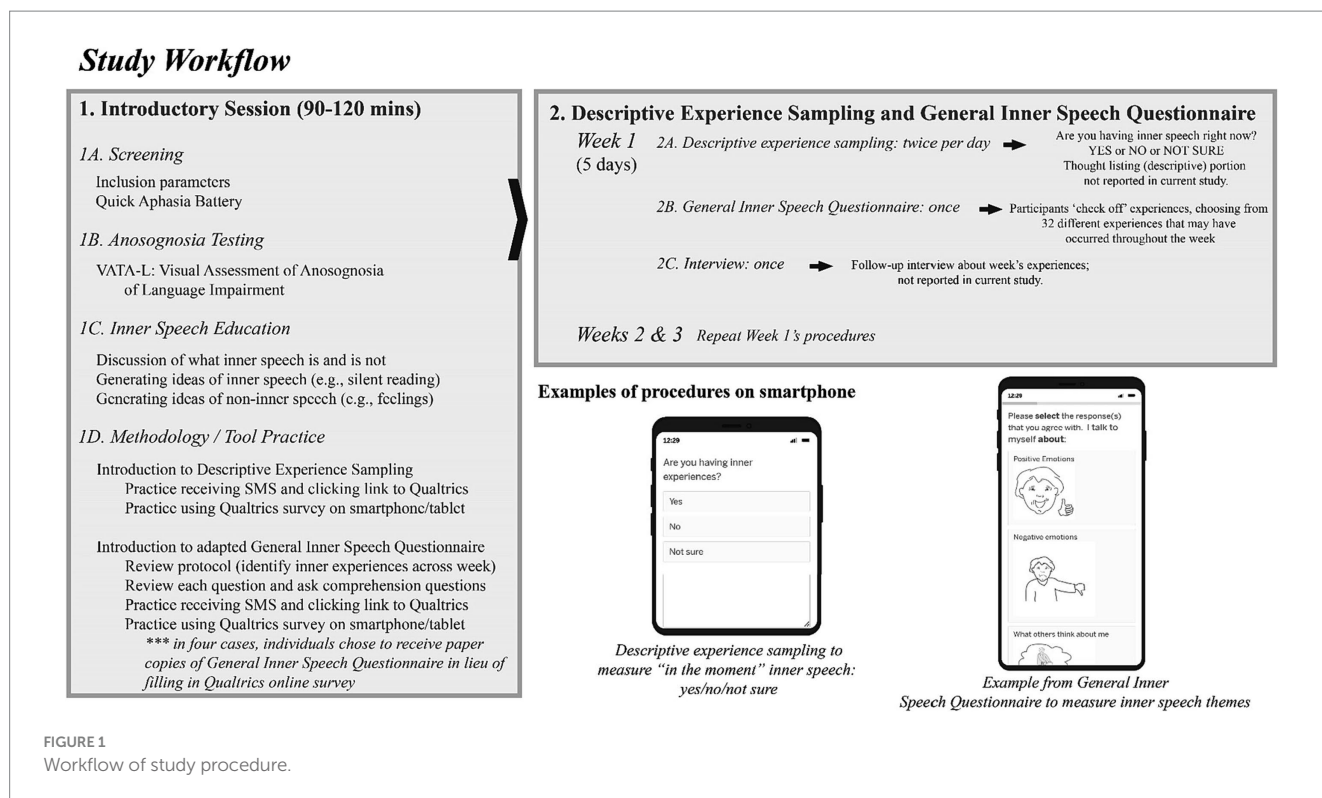 Study Workflow
1. Introductory Session (90-120 mins)
1A. Screening
Inclusion parameters
Quick Aphasia Battery
1B. Anosognosia Testing
VATA-L: Visual Assessment of Anosognosia
of Language Impairment
1C. Inner Speech Education
Discussion of what inner speech is and is not
Generating ideas of inner speech (e.g., silent reading)
Generating ideas of non-inner speech (e.g., feelings)
1D. Methodology / Tool Practice
Introduction to Descriptive Experience Sampling
Practice receiving SMS and clicking link to Qualtrics
Practice using Qualtrics survey on smartphone/tablet
Introduction to adapted General Inner Speech Questionnaire
Review protocol (identify inner experiences across week)
Review each question and ask comprehension questions
Practice receiving SMS and clicking link to Qualtrics
Practice using Qualtrics survey on smartphone/tablet
*** in four cases, individuals chose to receive paper
copies of General Inner Speech Questionnaire in lieu of
filling in Qualtrics online survey
2. Descriptive Experience Sampling and General Inner Speech Questionnaire
Week 1
(5 days)
2A. Descriptive experience sampling: twice per day
Are you having inner speech right now?
YES or NO or NOT SURE
Thought listing (descriptive) portion
not reported in current study.
2B. General Inner Speech Questionnaire: once
Participants ‘check off’ experiences, choosing from
32 different experiences that may have
occurred throughout the week
2C. Interview: once
Follow-up interview about week’s experiences;
not reported in current study.
Weeks 2 & 3 Repeat Week 1’s procedures
Examples of procedures on smartphone
12:29
Are you having inner
experiences?
Yes
No
Not sure
Descriptive experience sampling to
measure “in the moment” inner speech:
yes/no/not sure
12:29
Please select the response(s)
that you agree with. I talk to
myself about:
Positive Emotions
Negative emotions
What others think about me
Example from General Inner
Speech Questionnaire to measure inner speech themes
FIGURE 1
Workflow of study procedure.